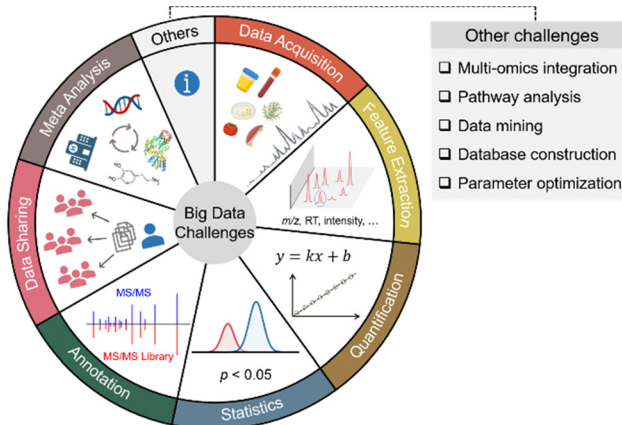 Others
Data Acquisition
Feature Extraction
Quantification
Statistics
Annotation
Data Sharing
Meta Analysis
Big Data
Challenges
m/z, RT, intensity, ...
y = kx + b
p < 0.05
MS/MS
MS/MS Library
Other challenges
Multi-omics integration
Pathway analysis
Data mining
Database construction
Parameter optimization